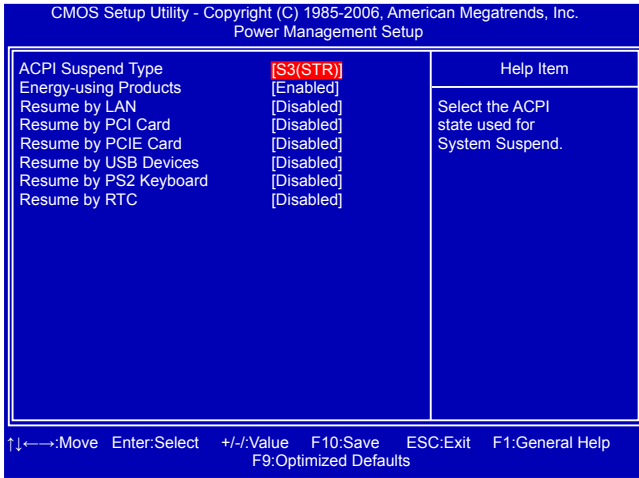 CMOS Setup Utility - Copyright (C) 1985-2006, American Megatrends, Inc.
Power Management Setup
ACPI Suspend Type [S3(STR)]
Energy-using Products [Enabled]
Resume by LAN [Disabled]
Resume by PCI Card [Disabled]
Resume by PCIE Card [Disabled]
Resume by USB Devices [Disabled]
Resume by PS2 Keyboard [Disabled]
Resume by RTC [Disabled]
Help Item
Select the ACPI
state used for
System Suspend.
↑↓←→:Move Enter:Select +/-/:Value F10:Save ESC:Exit F1:General Help
F9:Optimized Defaults